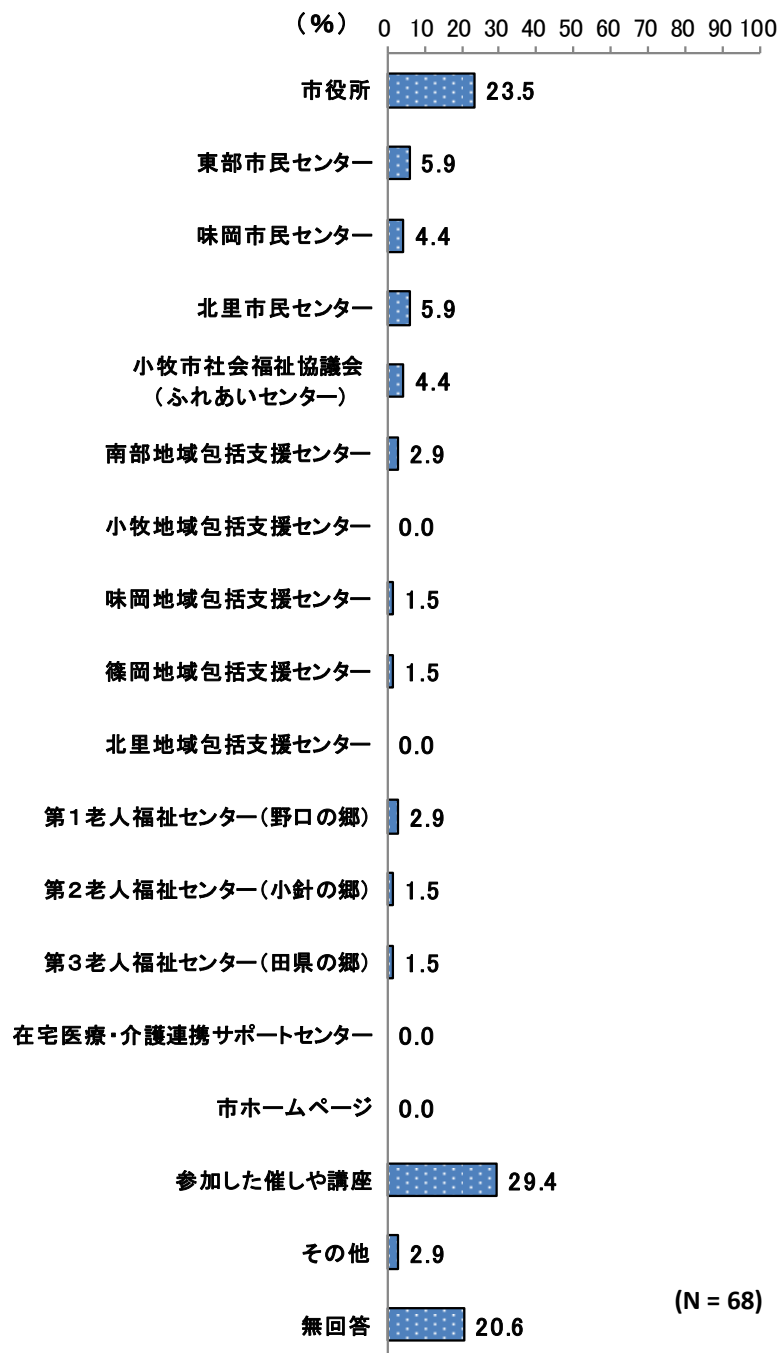 （％） 0 10 20 30 40 50 60 70 80 90 100
市役所 23.5
東部市民センター 5.9
味岡市民センター 4.4
北里市民センター 5.9
小牧市社会福祉協議会
（ふれあいセンター） 4.4
南部地域包括支援センター 2.9
小牧地域包括支援センター 0.0
味岡地域包括支援センター 1.5
篠岡地域包括支援センター 1.5
北里地域包括支援センター 0.0
第１老人福祉センター（野口の郷） 2.9
第２老人福祉センター（小針の郷） 1.5
第３老人福祉センター（田県の郷） 1.5
在宅医療・介護連携サポートセンター 0.0
市ホームページ 0.0
参加した催しや講座 29.4
その他 2.9
無回答 20.6
(N = 68)